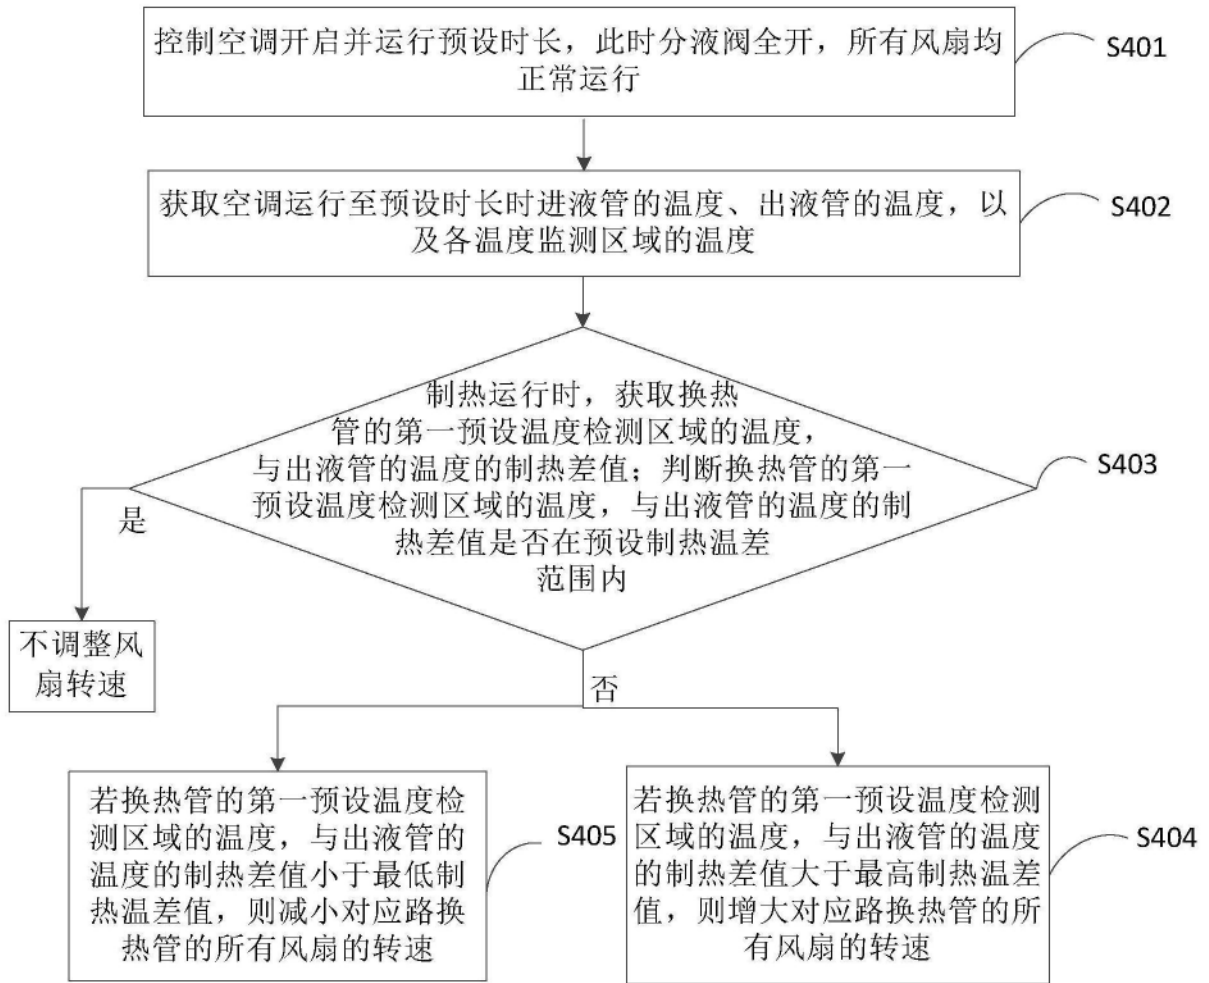 控制空调开启并运行预设时长，此时分液阀全开，所有风扇均
正常运行
S401
获取空调运行至预设时长时进液管的温度、出液管的温度，以
及各温度监测区域的温度
S402
制热运行时，获取换热
管的第一预设温度检测区域的温度，
与出液管的温度的制热差值；判断换热管的第一
预设温度检测区域的温度，与出液管的温度的制
热差值是否在预设制热温差
范围内
S403
是
不调整风
扇转速
否
若换热管的第一预设温度检
测区域的温度，与出液管的
温度的制热差值小于最低制
热温差值，则减小对应路换
热管的所有风扇的转速
S405
若换热管的第一预设温度检测
区域的温度，与出液管的温度
的制热差值大于最高制热温差
值，则增大对应路换热管的所
有风扇的转速
S404